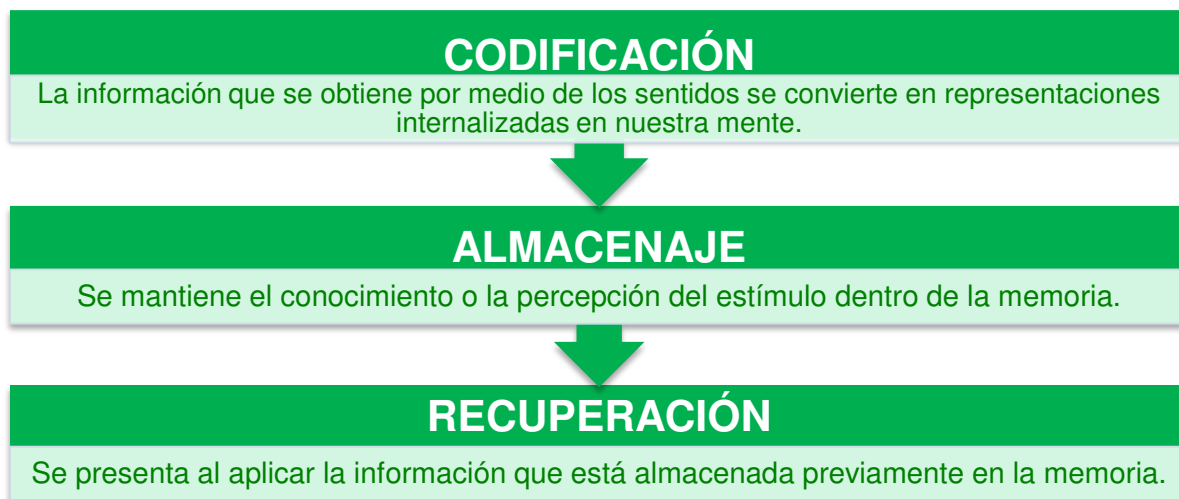 CODIFICACIÓN
La información que se obtiene por medio de los sentidos se convierte en representaciones
internalizadas en nuestra mente.
ALMACENAJE
Se mantiene el conocimiento o la percepción del estímulo dentro de la memoria.
RECUPERACIÓN
Se presenta al aplicar la información que está almacenada previamente en la memoria.